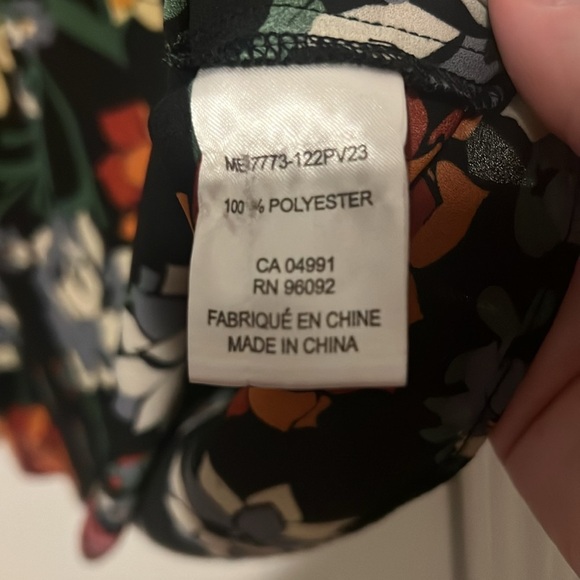 100 % POLYESTER
CA 04991
RN 96092
FABRIQUÉ EN CHINE
MADE IN CHINA